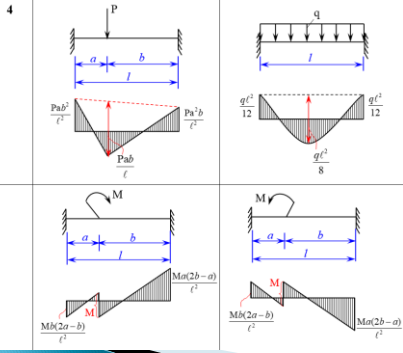 4
P
a b
l
Pab²/ℓ² Pa²b/ℓ²
Pab/ℓ
q
l
qℓ²/12 qℓ²/12
qℓ²/8
M
a b
l
Ma(2b-a)/ℓ²
M
Mb(2a-b)/ℓ²
M
a b
l
M
Mb(2a-b)/ℓ² Ma(2b-a)/ℓ²